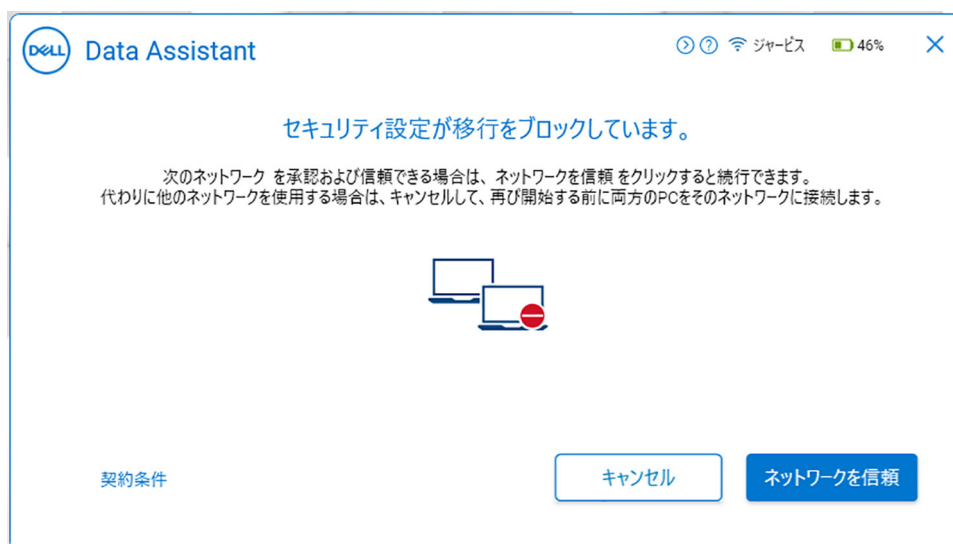 DELL Data Assistant ジャービス 46%
セキュリティ設定が移行をブロックしています。
次のネットワーク を承認および信頼できる場合は、ネットワークを信頼 をクリックすると続行できます。
代わりに他のネットワークを使用する場合は、キャンセルして、再び開始する前に両方のPCをそのネットワークに接続します。
契約条件 キャンセル ネットワークを信頼